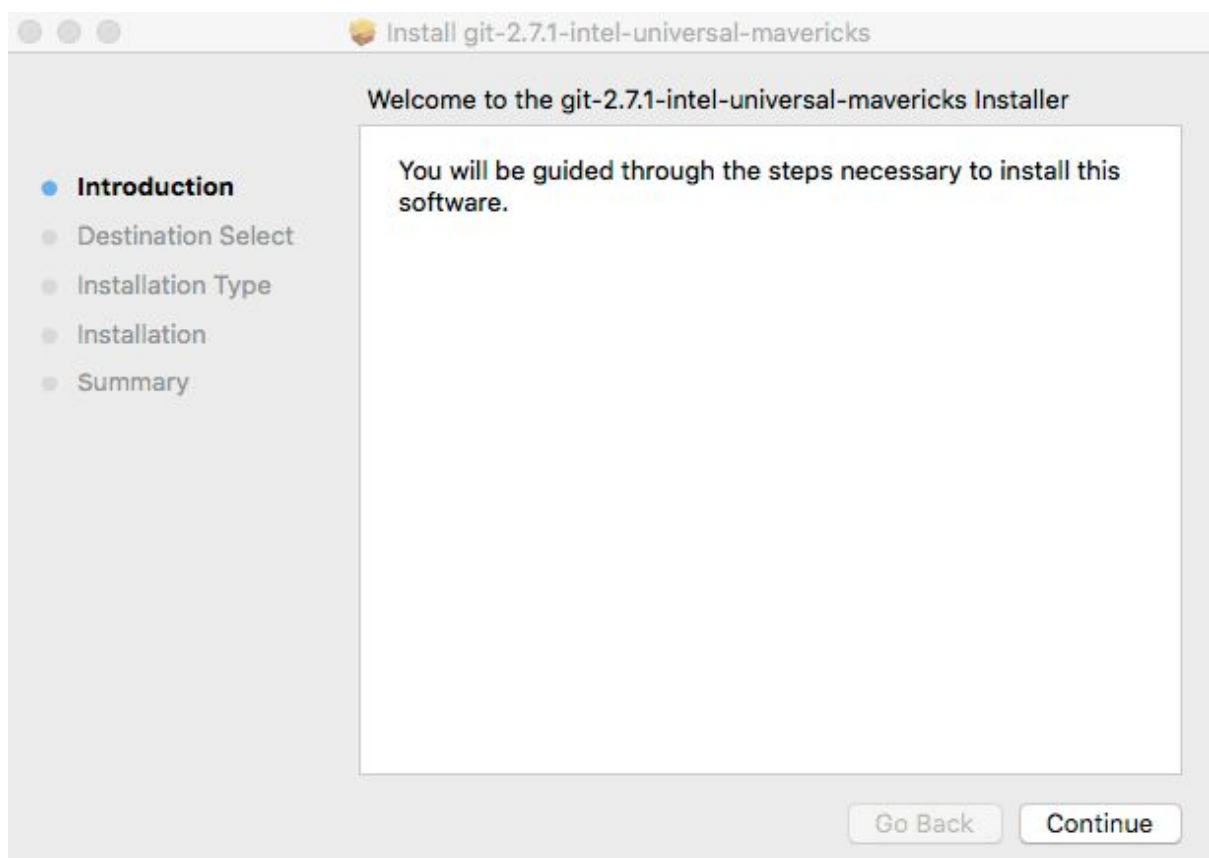 Install git-2.7.1-intel-universal-mavericks
Welcome to the git-2.7.1-intel-universal-mavericks Installer
Introduction
Destination Select
Installation Type
Installation
Summary
You will be guided through the steps necessary to install this
software.
Go Back
Continue